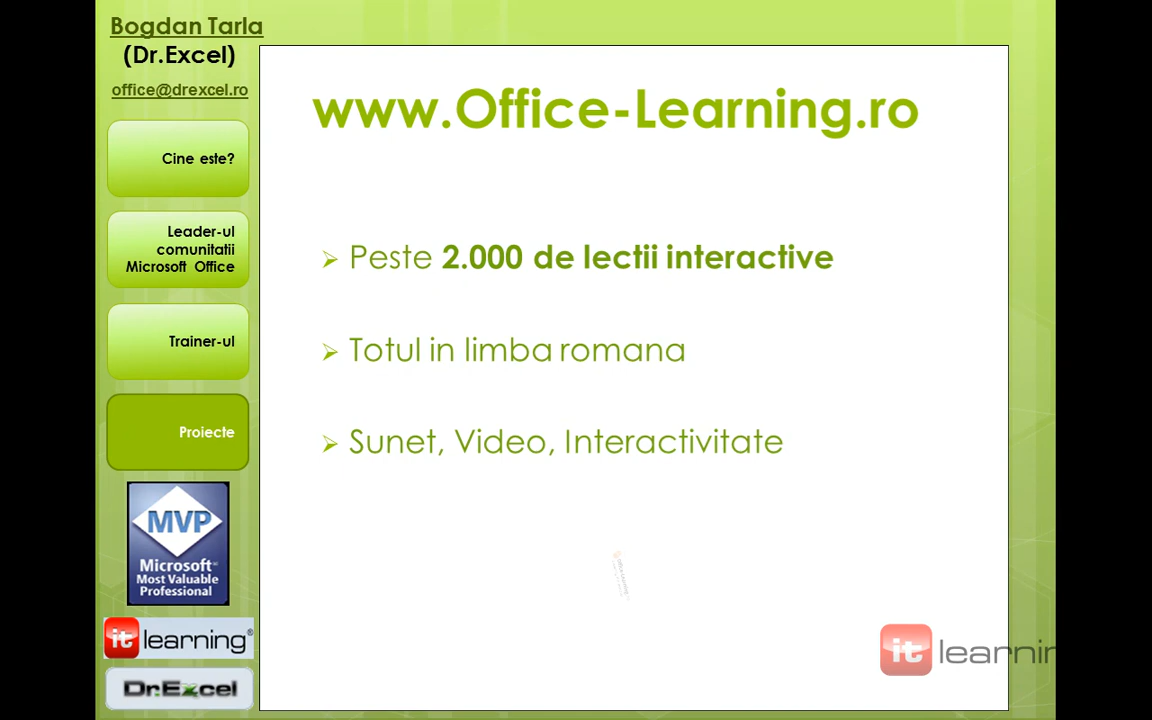 Bogdan Tarla
(Dr.Excel)
office@drexcel.ro
Cine este?
Leader-ul
comunitatii
Microsoft Office
Trainer-ul
Proiecte
MVP
Microsoft®
Most Valuable
Professional
it learning®
Dr.Excel
www.Office-Learning.ro
➢ Peste 2.000 de lectii interactive
➢ Totul in limba romana
➢ Sunet, Video, Interactivitate
it learnin